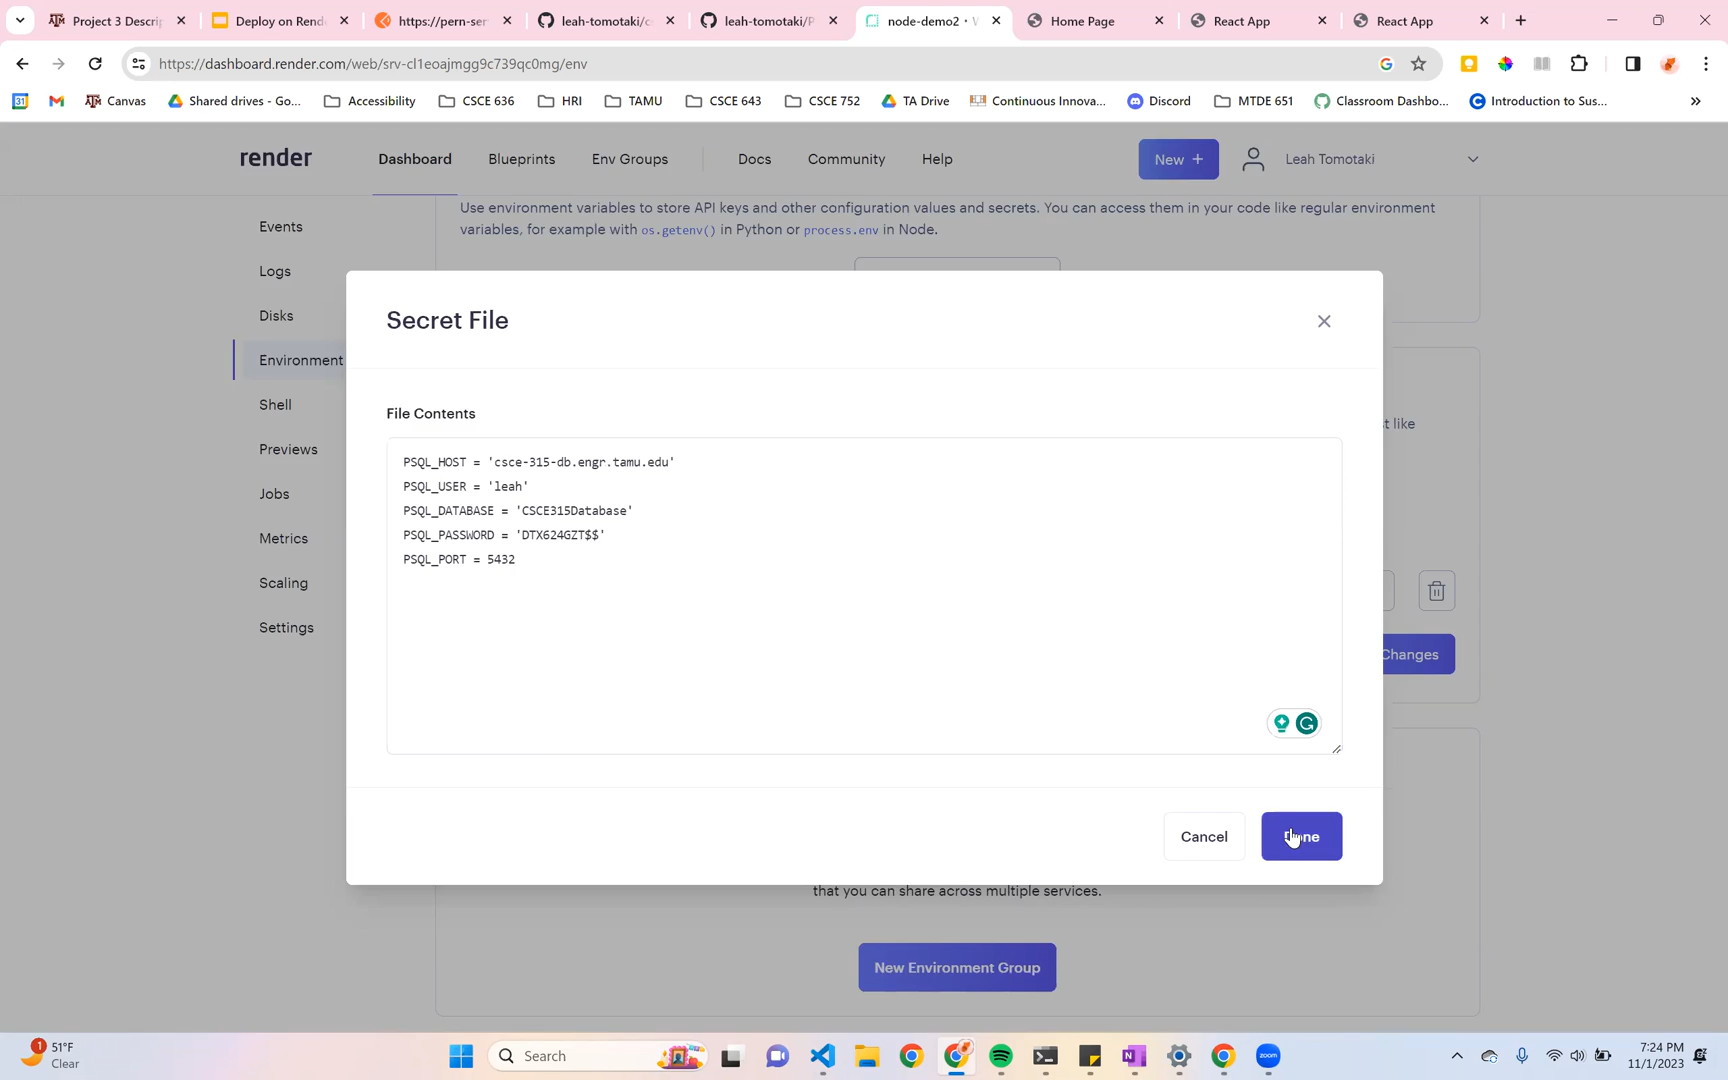 Project 3 Descrip
Deploy on Rend
https://pern-ser
leah-tomotaki/c
leah-tomotaki/P
node-demo2 · W
Home Page
React App
React App
https://dashboard.render.com/web/srv-cl1eoajmgg9c739qc0mg/env
Canvas
Shared drives - Go...
Accessibility
CSCE 636
HRI
TAMU
CSCE 643
CSCE 752
TA Drive
Continuous Innova...
Discord
MTDE 651
Classroom Dashbo...
Introduction to Sus...
render
Dashboard
Blueprints
Env Groups
Docs
Community
Help
New +
Leah Tomotaki
Events
Logs
Disks
Environment
Shell
Previews
Jobs
Metrics
Scaling
Settings
Use environment variables to store API keys and other configuration values and secrets. You can access them in your code like regular environment
variables, for example with os.getenv() in Python or process.env in Node.
Secret File
File Contents
PSQL_HOST = 'csce-315-db.engr.tamu.edu'
PSQL_USER = 'leah'
PSQL_DATABASE = 'CSCE315Database'
PSQL_PASSWORD = 'DTX624GZT$$'
PSQL_PORT = 5432
Cancel
st like
Changes
that you can share across multiple services.
New Environment Group
1
51°F
Clear
Search
zoom
7:24 PM
11/1/2023